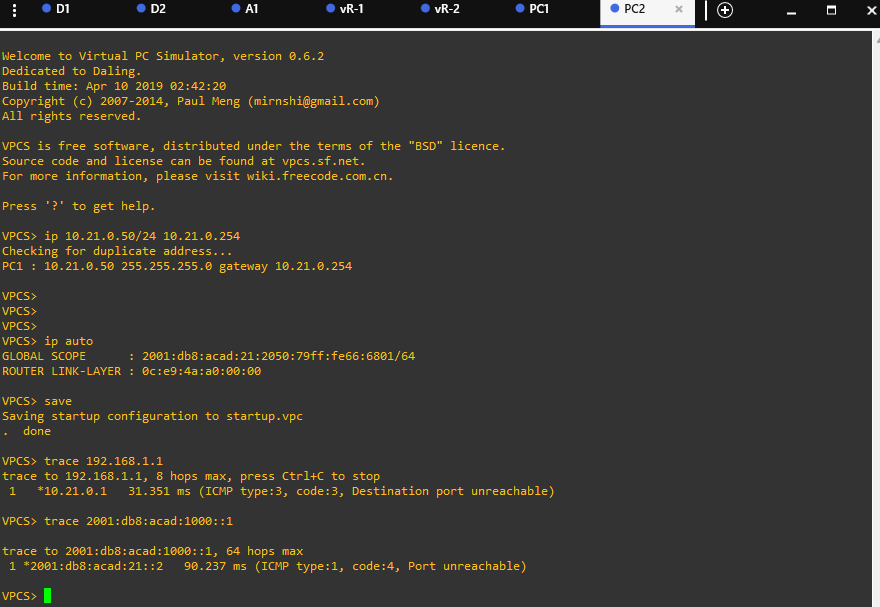 D1 D2 A1 vR-1 vR-2 PC1 PC2
Welcome to Virtual PC Simulator, version 0.6.2
Dedicated to Daling.
Build time: Apr 10 2019 02:42:20
Copyright (c) 2007-2014, Paul Meng (mirnshi@gmail.com)
All rights reserved.
VPCS is free software, distributed under the terms of the "BSD" licence.
Source code and license can be found at vpcs.sf.net.
For more information, please visit wiki.freecode.com.cn.
Press '?' to get help.
VPCS> ip 10.21.0.50/24 10.21.0.254
Checking for duplicate address...
PC1 : 10.21.0.50 255.255.255.0 gateway 10.21.0.254
VPCS>
VPCS>
VPCS>
VPCS> ip auto
GLOBAL SCOPE      : 2001:db8:acad:21:2050:79ff:fe66:6801/64
ROUTER LINK-LAYER : 0c:e9:4a:a0:00:00
VPCS> save
Saving startup configuration to startup.vpc
.  done
VPCS> trace 192.168.1.1
trace to 192.168.1.1, 8 hops max, press Ctrl+C to stop
 1   *10.21.0.1   31.351 ms (ICMP type:3, code:3, Destination port unreachable)
VPCS> trace 2001:db8:acad:1000::1
trace to 2001:db8:acad:1000::1, 64 hops max
 1 *2001:db8:acad:21::2   90.237 ms (ICMP type:1, code:4, Port unreachable)
VPCS>